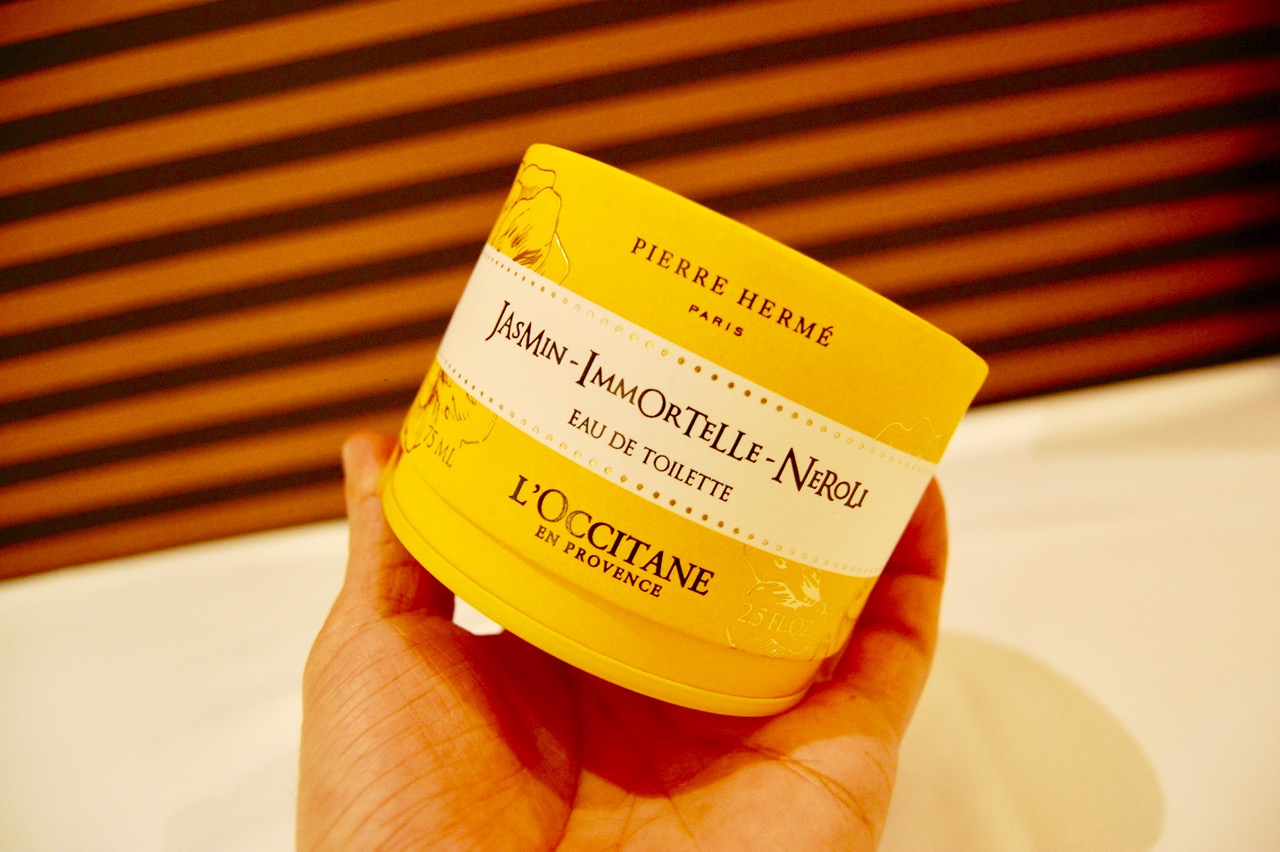 PIERRE HERMÉ
PARIS
JASMIN-IMMORTELLE-NEROLI
EAU DE TOILETTE
75 ML
L'OCCITANE
EN PROVENCE
2.5 FL.OZ